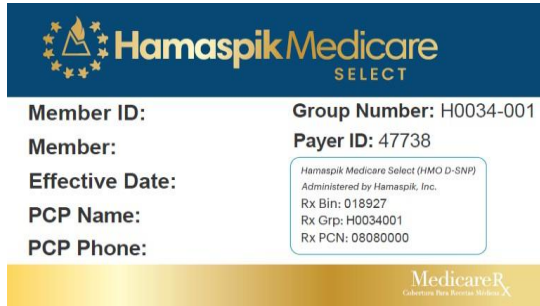 Hamaspik Medicare
SELECT
Member ID:
Member:
Effective Date:
PCP Name:
PCP Phone:
Group Number: H0034-001
Payer ID: 47738
Hamaspik Medicare Select (HMO D-SNP)
Administered by Hamaspik, Inc.
Rx Bin: 018927
Rx Grp: H0034001
Rx PCN: 08080000
MedicareRx
Cobertura Para Recetas Médicas